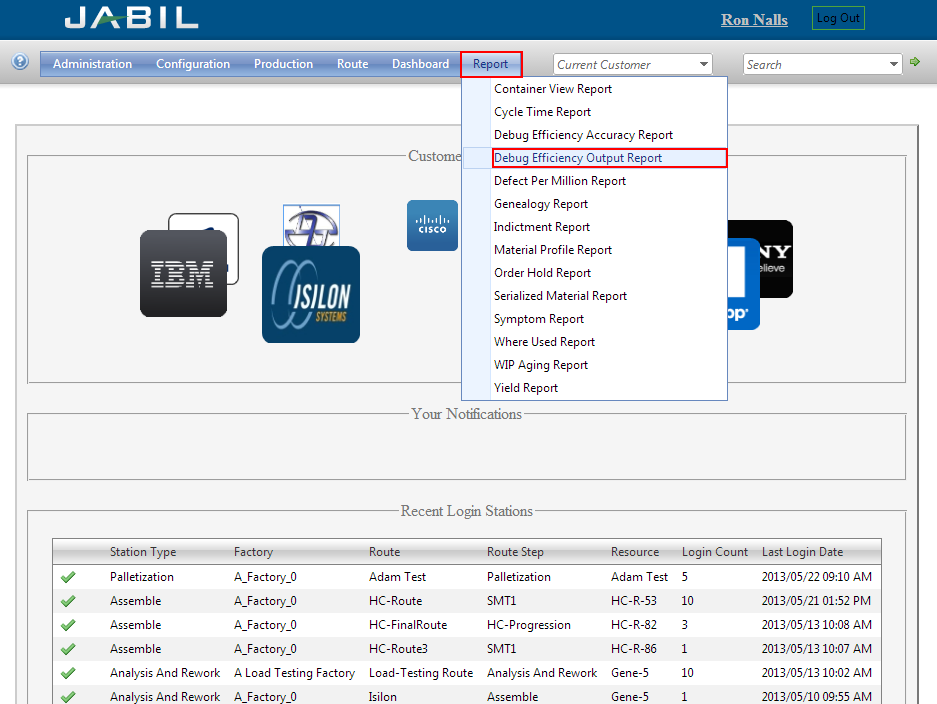 JABIL
Ron Nalls
Log Out
?
Administration Configuration Production Route Dashboard Report
Current Customer
Search
Container View Report
Cycle Time Report
Debug Efficiency Accuracy Report
Debug Efficiency Output Report
Defect Per Million Report
Genealogy Report
Indictment Report
Material Profile Report
Order Hold Report
Serialized Material Report
Symptom Report
Where Used Report
WIP Aging Report
Yield Report
Custome
IBM
ISILON
SYSTEMS
CISCO
NY
elieve
pp'
Your Notifications
Recent Login Stations
Station Type Factory Route Route Step Resource Login Count Last Login Date
Palletization A_Factory_0 Adam Test Palletization Adam Test 5 2013/05/22 09:10 AM
Assemble A_Factory_0 HC-Route SMT1 HC-R-53 10 2013/05/21 01:52 PM
Assemble A_Factory_0 HC-FinalRoute HC-Progression HC-R-82 3 2013/05/13 10:08 AM
Assemble A_Factory_0 HC-Route3 SMT1 HC-R-86 1 2013/05/13 10:07 AM
Analysis And Rework A Load Testing Factory Load-Testing Route Analysis And Rework Gene-5 10 2013/05/13 10:02 AM
Analysis And Rework A_Factory_0 Isilon Assemble Gene-5 1 2013/05/10 09:55 AM